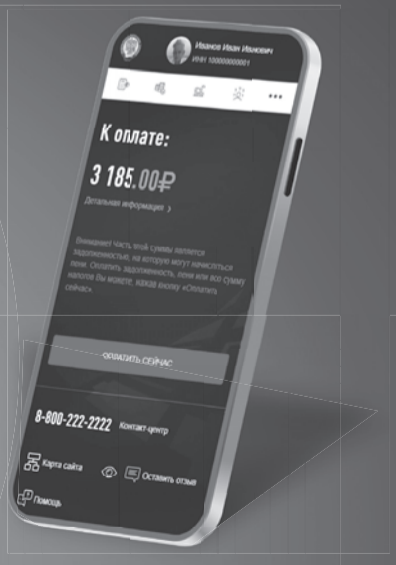 Иванов Иван Иванович
ИНН 100000000001
К оплате:
3 185.00₽
Детальная информация >
Внимание! Часть этой суммы является
задолженностью, на которую могут начисляться
пени. Оплатить задолженность, пени или всю сумму
налогов Вы можете, нажав кнопку «Оплатить
сейчас»
ОПЛАТИТЬ СЕЙЧАС
8-800-222-2222 Контакт-центр
Карта сайта Оставить отзыв
Помощь